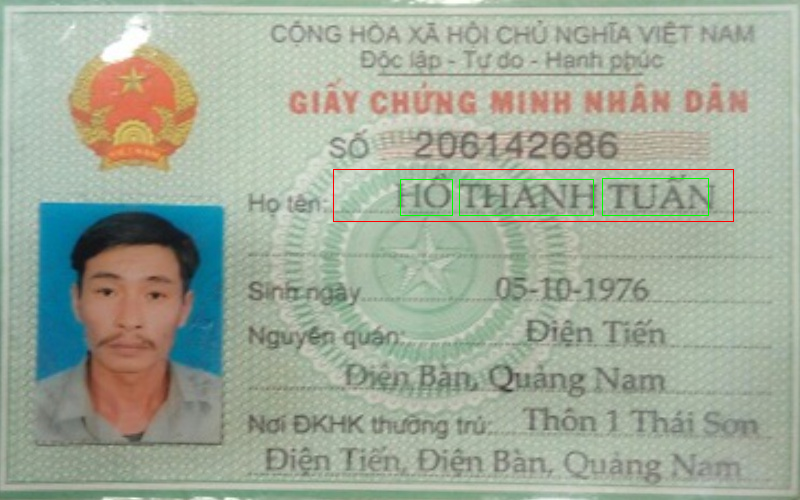 CỘNG HÒA XÃ HỘI CHỦ NGHĨA VIỆT NAM
Độc lập - Tự do - Hạnh phúc
GIẤY CHỨNG MINH NHÂN DÂN
SỐ 206142686
Họ tên: HỒ THANH TUẤN
Sinh ngày 05-10-1976
Nguyên quán: Điện Tiến
Điện Bàn, Quảng Nam
Nơi ĐKHK thường trú: Thôn 1 Thái Sơn
Điện Tiến, Điện Bàn, Quảng Nam